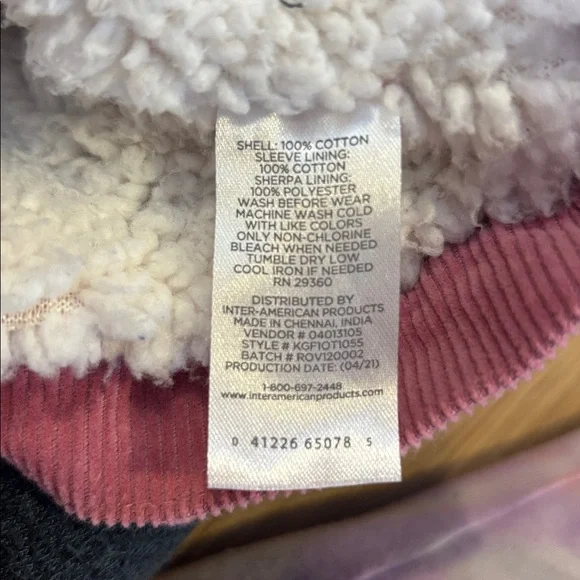 SHELL: 100% COTTON
SLEEVE LINING:
100% COTTON
SHERPA LINING:
100% POLYESTER
WASH BEFORE WEAR
MACHINE WASH COLD
WITH LIKE COLORS
ONLY NON-CHLORINE
BLEACH WHEN NEEDED
TUMBLE DRY LOW
COOL IRON IF NEEDED
RN 29360
DISTRIBUTED BY
INTER-AMERICAN PRODUCTS
MADE IN CHENNAI, INDIA
VENDOR # 04013105
STYLE # KGF1OT1055
BATCH # ROV120002
PRODUCTION DATE: (04/21)
1-800-697-2448
www.interamericanproducts.com
0 41226 65078 5